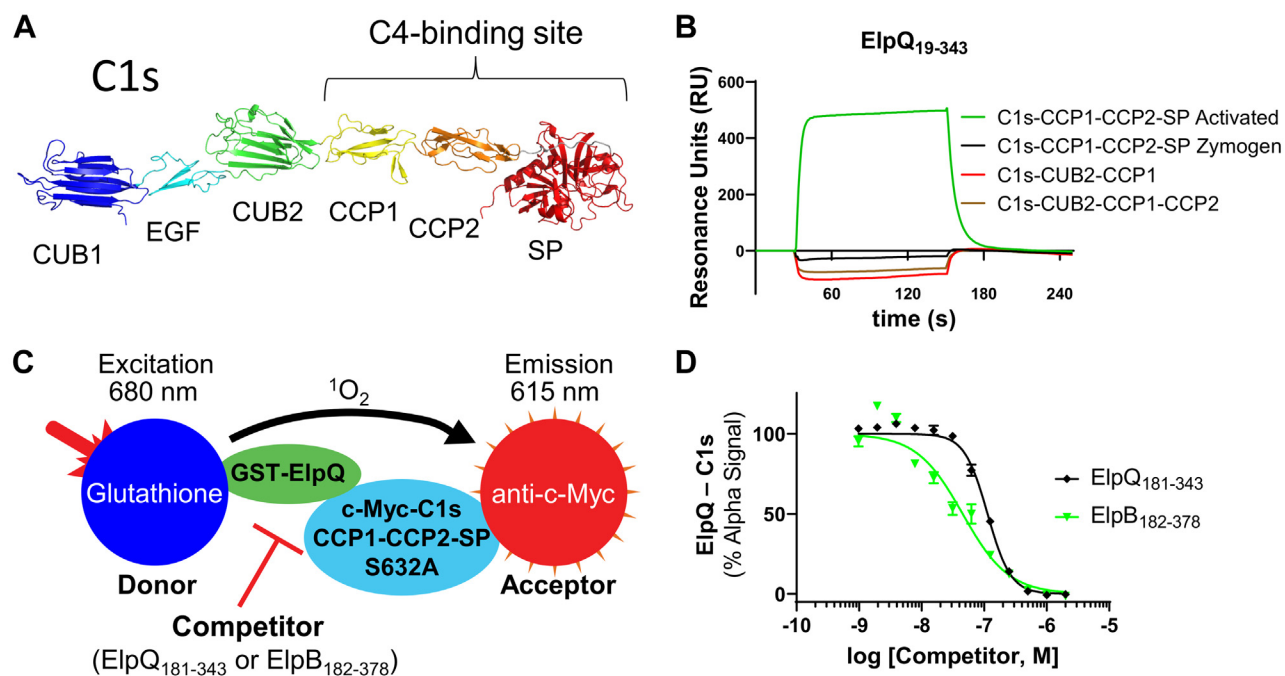 A
C4-binding site
C1s
CUB1
EGF
CUB2
CCP1
CCP2
SP
B
ElpQ19-343
Resonance Units (RU)
600
400
200
0
60
120
180
240
time (s)
C1s-CCP1-CCP2-SP Activated
C1s-CCP1-CCP2-SP Zymogen
C1s-CUB2-CCP1
C1s-CUB2-CCP1-CCP2
C
Excitation
680 nm
1O2
Emission
615 nm
GST-ElpQ
Glutathione
c-Myc-C1s
CCP1-CCP2-SP
S632A
anti-c-Myc
Donor
Acceptor
Competitor
(ElpQ181-343 or ElpB182-378)
D
ElpQ – C1s
(% Alpha Signal)
100
50
0
-10
-9
-8
-7
-6
-5
log [Competitor, M]
ElpQ181-343
ElpB182-378